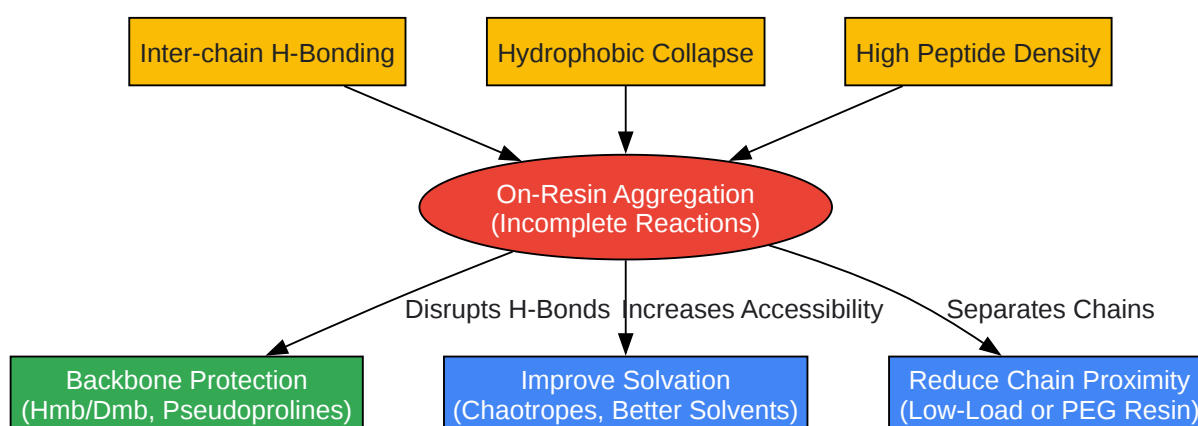 Inter-chain H-Bonding
Hydrophobic Collapse
High Peptide Density
On-Resin Aggregation
(Incomplete Reactions)
Disrupts H-Bonds
Increases Accessibility
Separates Chains
Backbone Protection
(Hmb/Dmb, Pseudoprolines)
Improve Solvation
(Chaotropes, Better Solvents)
Reduce Chain Proximity
(Low-Load or PEG Resin)